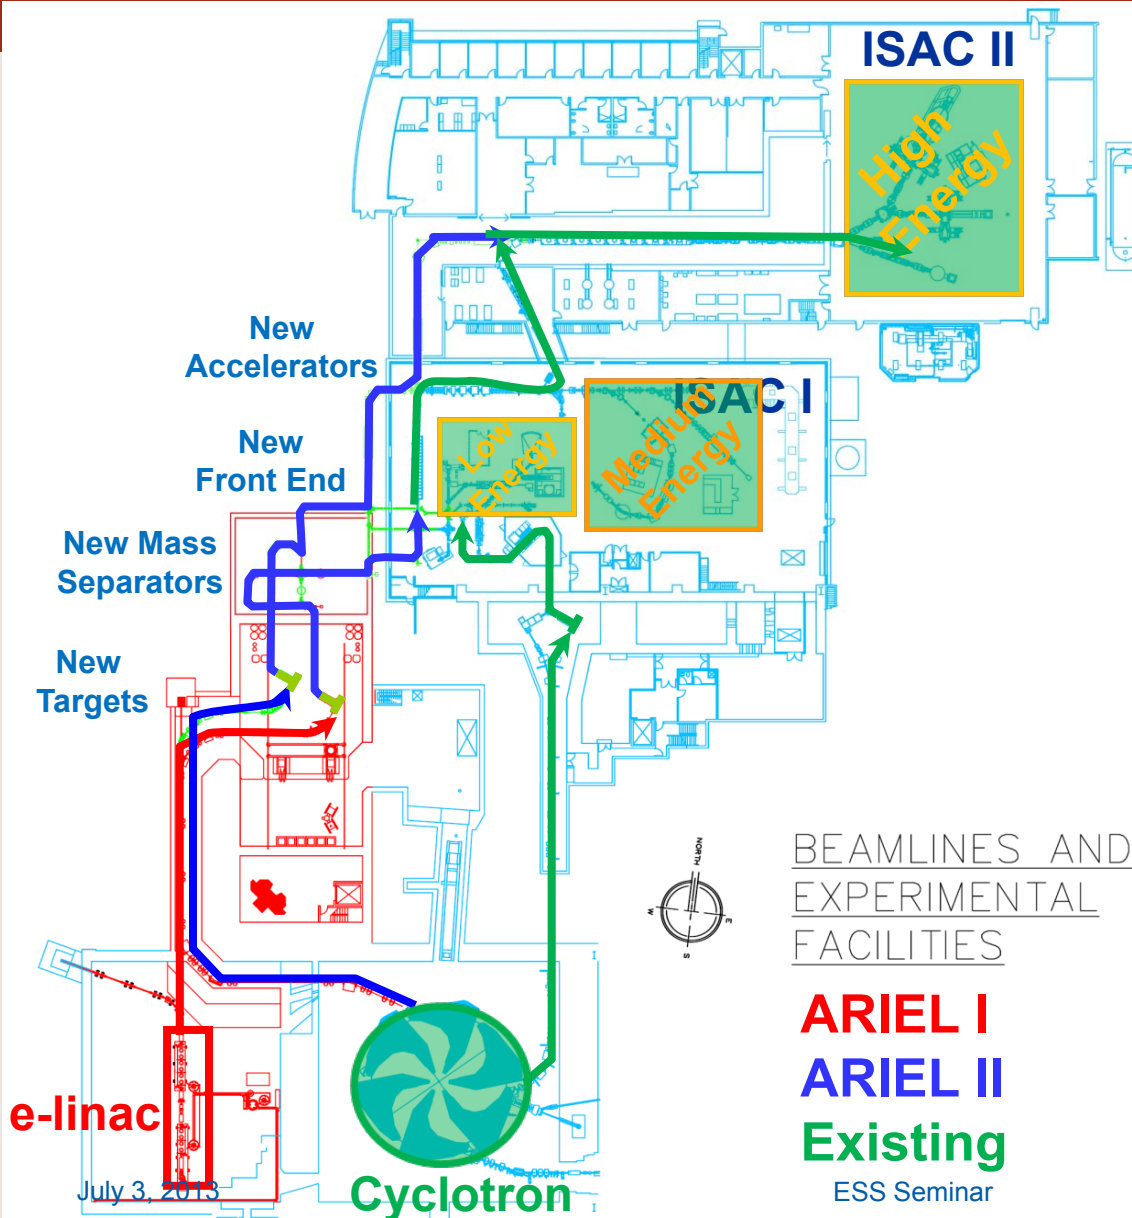 ISAC II
High
Energy
New
Accelerators
ISAC I
Low
Energy
Medium
Energy
New
Front End
New Mass
Separators
New
Targets
NORTH
W
E
S
BEAMLINES AND
EXPERIMENTAL
FACILITIES
ARIEL I
ARIEL II
Existing
e-linac
Cyclotron
July 3, 2013
ESS Seminar